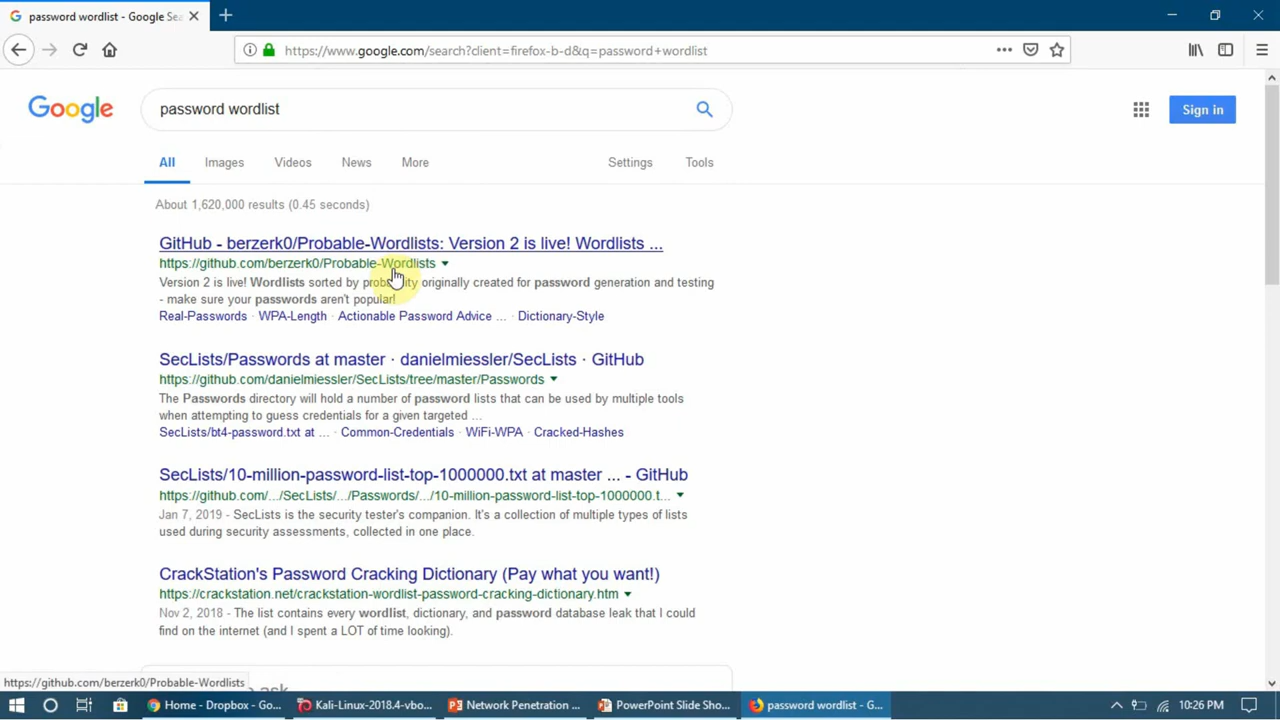 password wordlist - Google Sea
https://www.google.com/search?client=firefox-b-d&q=password+wordlist
Google
password wordlist
Sign in
All Images Videos News More Settings Tools
About 1,620,000 results (0.45 seconds)
GitHub - berzerk0/Probable-Wordlists: Version 2 is live! Wordlists ...
https://github.com/berzerk0/Probable-Wordlists
Version 2 is live! Wordlists sorted by probability originally created for password generation and testing
- make sure your passwords aren't popular!
Real-Passwords · WPA-Length · Actionable Password Advice ... · Dictionary-Style
SecLists/Passwords at master · danielmiessler/SecLists · GitHub
https://github.com/danielmiessler/SecLists/tree/master/Passwords
The Passwords directory will hold a number of password lists that can be used by multiple tools
when attempting to guess credentials for a given targeted ...
SecLists/bt4-password.txt at ... · Common-Credentials · WiFi-WPA · Cracked-Hashes
SecLists/10-million-password-list-top-1000000.txt at master ... - GitHub
https://github.com/.../SecLists/.../Passwords/.../10-million-password-list-top-1000000.t...
Jan 7, 2019 - SecLists is the security tester's companion. It's a collection of multiple types of lists
used during security assessments, collected in one place.
CrackStation's Password Cracking Dictionary (Pay what you want!)
https://crackstation.net/crackstation-wordlist-password-cracking-dictionary.htm
Nov 2, 2018 - The list contains every wordlist, dictionary, and password database leak that I could
find on the internet (and I spent a LOT of time looking).
https://github.com/berzerk0/Probable-Wordlists
ask
Home - Dropbox - Go... Kali-Linux-2018.4-vbo... Network Penetration ... PowerPoint Slide Sho... password wordlist - G... 10:26 PM